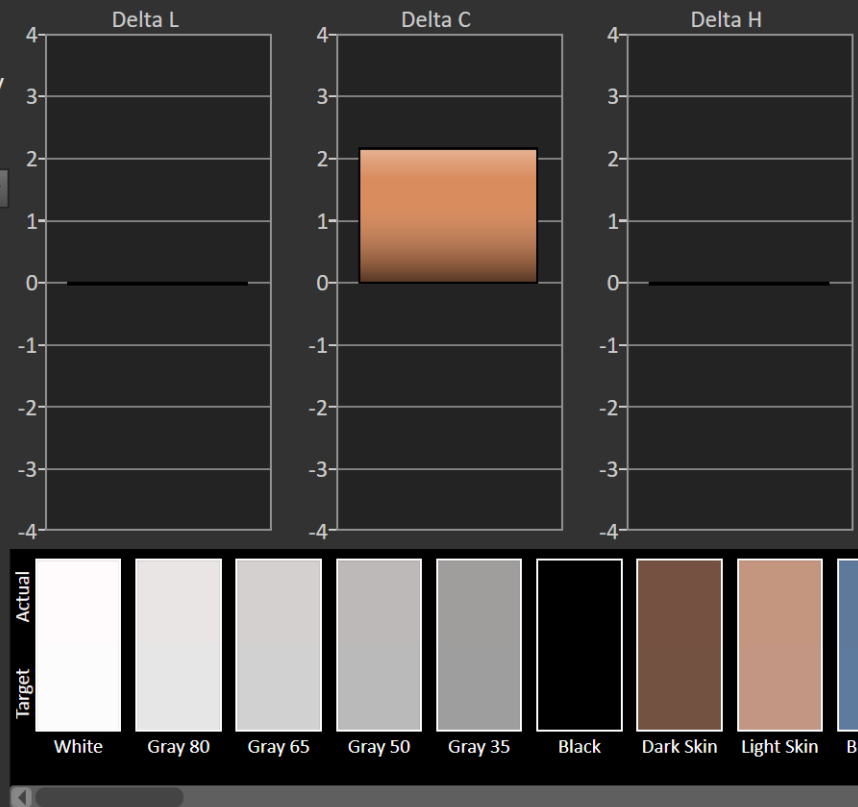 Delta L Delta C Delta H
4 4 4
3 3 3
2 2 2
1 1 1
0 0 0
-1 -1 -1
-2 -2 -2
-3 -3 -3
-4 -4 -4
Actual
Target
White Gray 80 Gray 65 Gray 50 Gray 35 Black Dark Skin Light Skin B